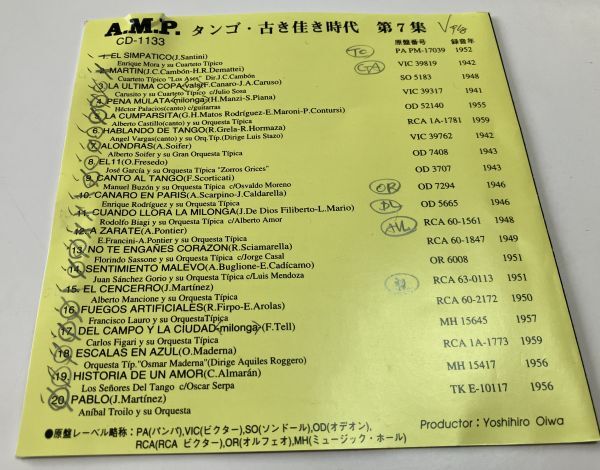 A.M.P. タンゴ・古き佳き時代 第7集
CD-1133 原盤番号 録音年
1. EL SIMPATICO(J.Santini) PA PM-17039 1952
Enrique Mora y su Cuarteto Típico
2. MARTIN(J.C.Cambón-H.R.Demattei) VIC 39819 1942
Cuarteto Típico "Los Ases" Dir.J.C.Cambón
3. LA ULTIMA COPA<vals>(F.Canaro-J.A.Caruso) SO 5183 1948
Carusito y su Cuarteto Típico c/Julio Sosa
4. PENA MULATA<milonga>(H.Manzi-S.Piana) VIC 39317 1941
Héctor Palacios(canto) c/guitarras
5. LA CUMPARSITA(G.H.Matos Rodríguez-E.Maroni-P.Contursi) OD 52140 1955
Alberto Castillo(canto) y su Orquesta Típica
6. HABLANDO DE TANGO(R.Grela-R.Hormaza) RCA 1A-1781 1959
Angel Vargas(canto) y su Orq.Típ.(Dirige Luis Stazo)
7. ALONDRAS(A.Soifer) VIC 39762 1942
Alberto Soifer y su Gran Orquesta Típica
8. EL11(O.Fresedo) OD 7408 1943
José García y su Orquesta Típica "Zorros Grices"
9. CANTO AL TANGO(F.Scorticati) OD 3707 1943
Manuel Buzón y su Orquesta Típica c/Osvaldo Moreno
10. CANARO EN PARIS(A.Scarpino-J.Caldarella) OD 7294 1946
Enrique Rodríguez y su Orquesta Típica
11. CUANDO LLORA LA MILONGA(J.De Dios Filiberto-L.Mario) OD 5665 1946
Rodolfo Biagi y su Orquesta Típica c/Alberto Amor
12. A ZARATE(A.Pontier) RCA 60-1561 1948
E.Francini-A.Pontier y su Orquesta Típica
13. NO TE ENGAÑES CORAZON(R.Sciamarella) RCA 60-1847 1949
Florindo Sassone y su Orquesta Típica c/Jorge Casal
14. SENTIMIENTO MALEVO(A.Buglione-E.Cadícamo) OR 6008 1951
Juan Sánchez Gorio y su Orquesta Típica c/Luis Mendoza
15. EL CENCERRO(J.Martínez) RCA 63-0113 1951
Alberto Mancione y su Orquesta Típica
16. FUEGOS ARTIFICIALES(R.Firpo-E.Arolas) RCA 60-2172 1950
Francisco Lauro y su OrquestaTípica
17. DEL CAMPO Y LA CIUDAD<milonga>(F.Tell) MH 15645 1957
Carlos Figari y su Orquesta Típica
18. ESCALAS EN AZUL(O.Maderna) RCA 1A-1773 1959
Orquesta Típ."Osmar Maderna"(Dirige Aquiles Roggero)
19. HISTORIA DE UN AMOR(C.Almarán) MH 15417 1956
Los Señores Del Tango c/Oscar Serpa
20. PABLO(J.Martínez) TK E-10117 1956
Aníbal Troilo y su Orquesta
●原盤レーベル略称：PA(パンパ),VIC(ビクター),SO(ソンドール),OD(オデオン),
RCA(RCA ビクター),OR(オルフェオ),MH(ミュージック・ホール)
Productor : Yoshihiro Oiwa